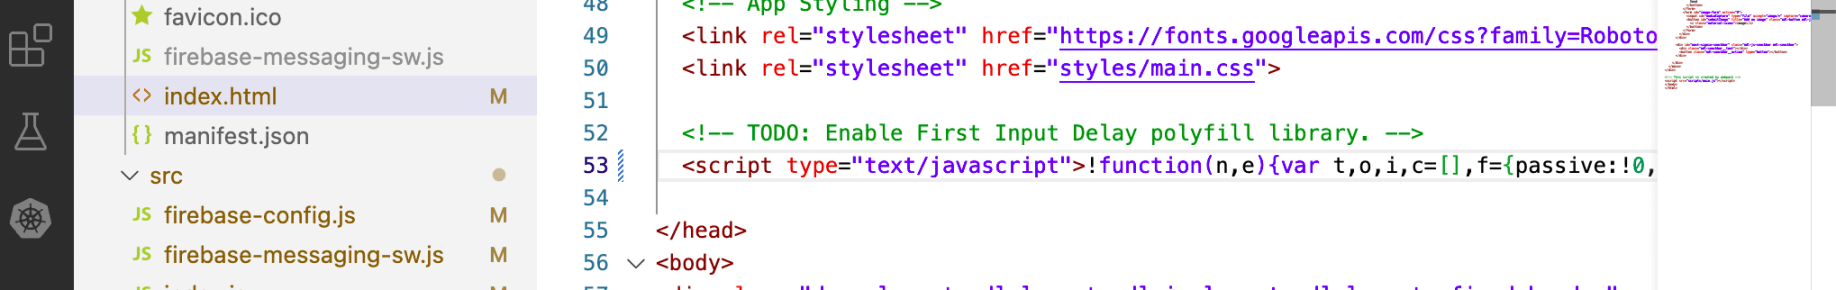 favicon.ico
JS firebase-messaging-sw.js
<> index.html M
{} manifest.json
src
JS firebase-config.js M
JS firebase-messaging-sw.js M
48 <!-- App Styling -->
49 <link rel="stylesheet" href="https://fonts.googleapis.com/css?family=Roboto
50 <link rel="stylesheet" href="styles/main.css">
51
52 <!-- TODO: Enable First Input Delay polyfill library. -->
53 <script type="text/javascript">!function(n,e){var t,o,i,c=[],f={passive:!0,
54
55 </head>
56 <body>